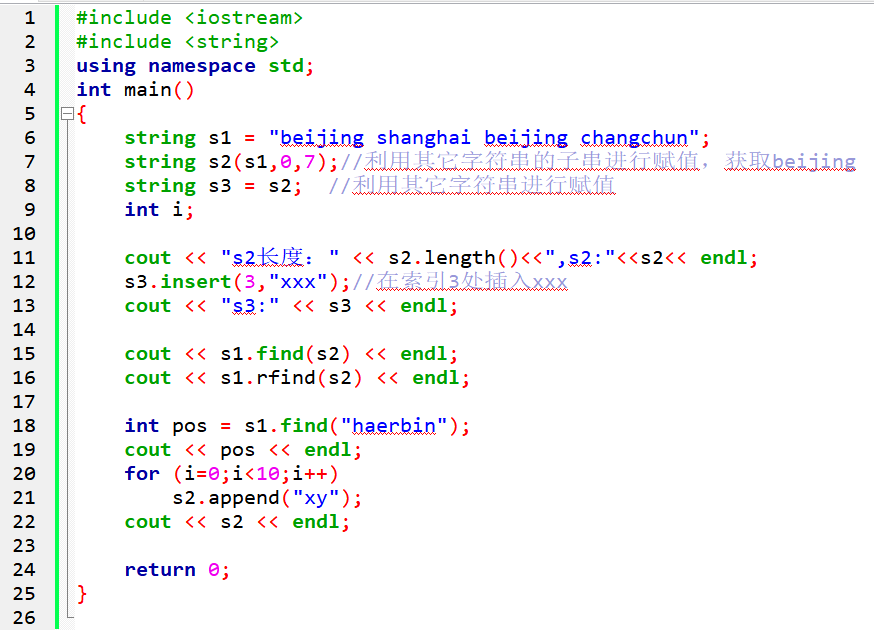 1 #include <iostream>
2 #include <string>
3 using namespace std;
4 int main()
5 {
6 string s1 = "beijing shanghai beijing changchun";
7 string s2(s1,0,7);//利用其它字符串的子串进行赋值，获取beijing
8 string s3 = s2; //利用其它字符串进行赋值
9 int i;
10
11 cout << "s2长度：" << s2.length()<<",s2:"<<s2<< endl;
12 s3.insert(3,"xxx");//在索引3处插入xxx
13 cout << "s3:" << s3 << endl;
14
15 cout << s1.find(s2) << endl;
16 cout << s1.rfind(s2) << endl;
17
18 int pos = s1.find("haerbin");
19 cout << pos << endl;
20 for (i=0;i<10;i++)
21 s2.append("xy");
22 cout << s2 << endl;
23
24 return 0;
25 }
26